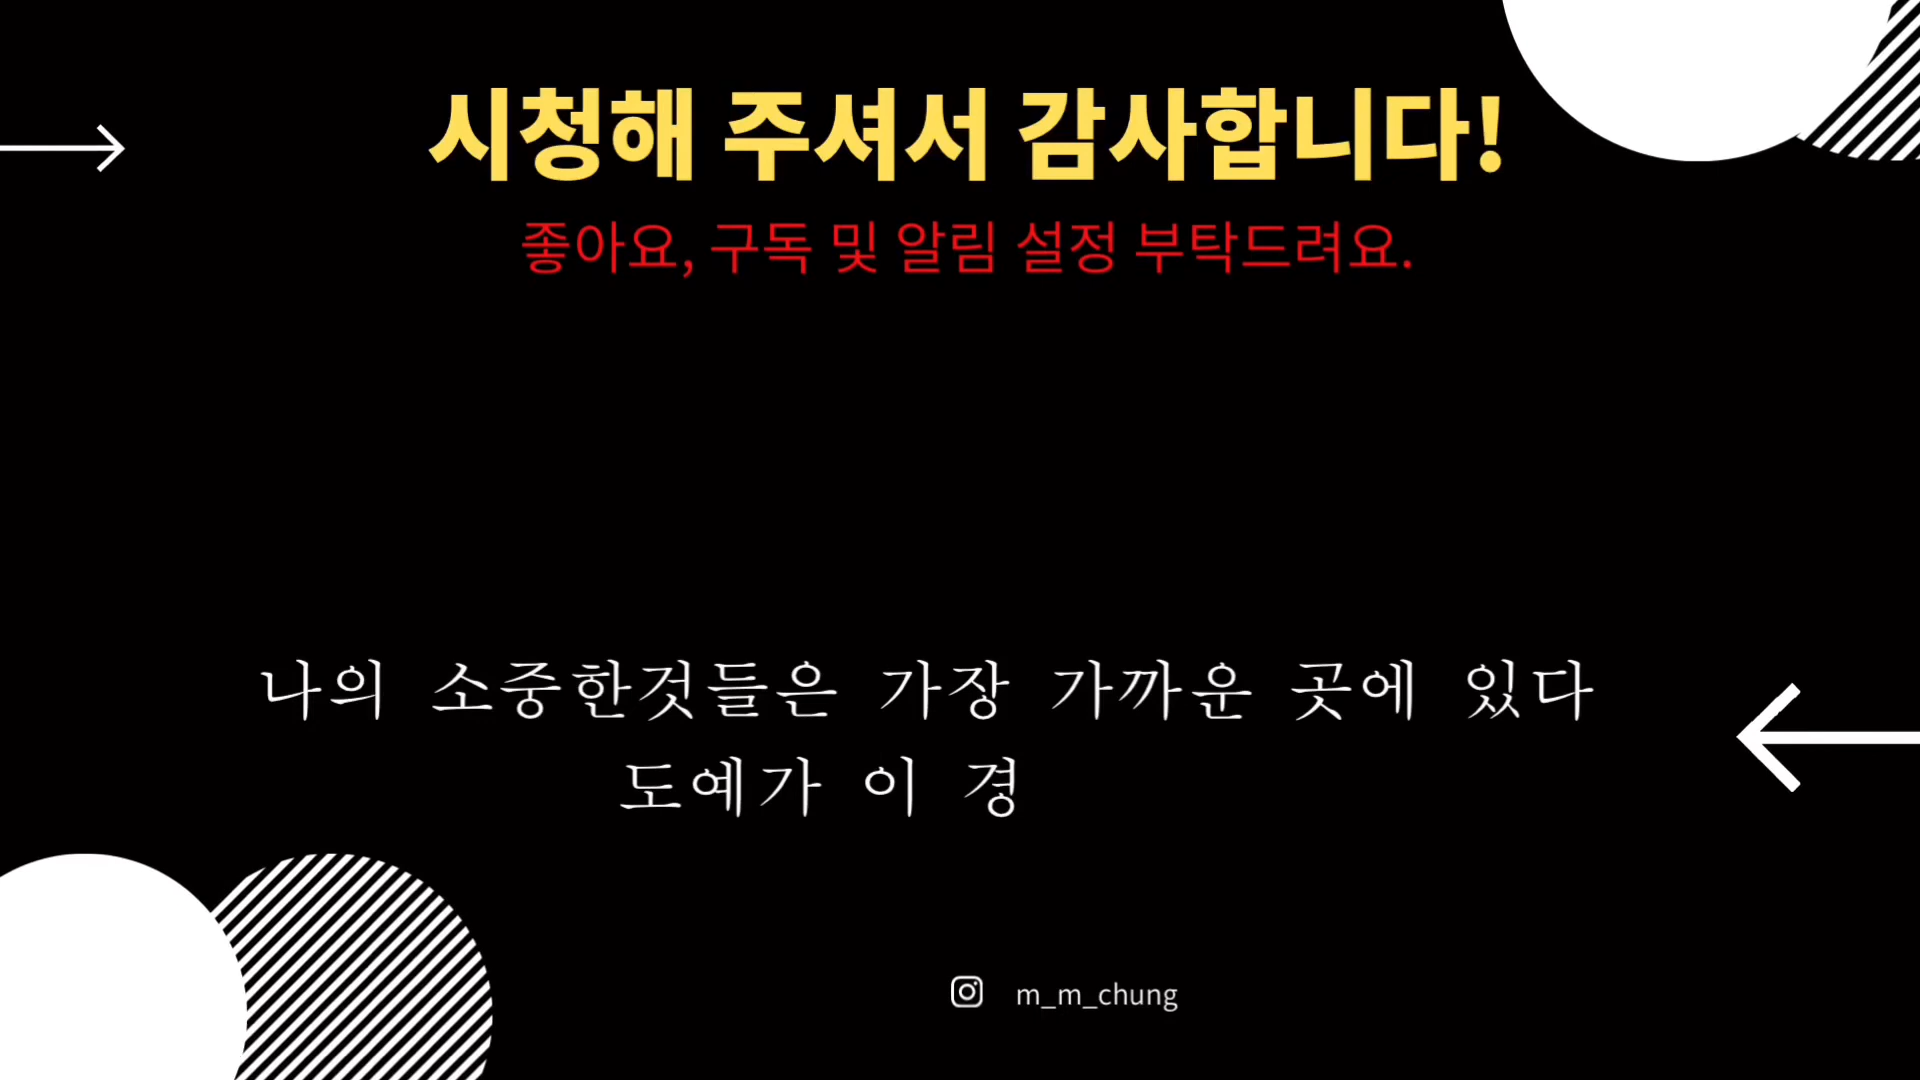 시청해 주셔서 감사합니다!
좋아요, 구독 및 알림 설정 부탁드려요.
나의 소중한것들은 가장 가까운 곳에 있다
도예가 이 경
m_m_chung